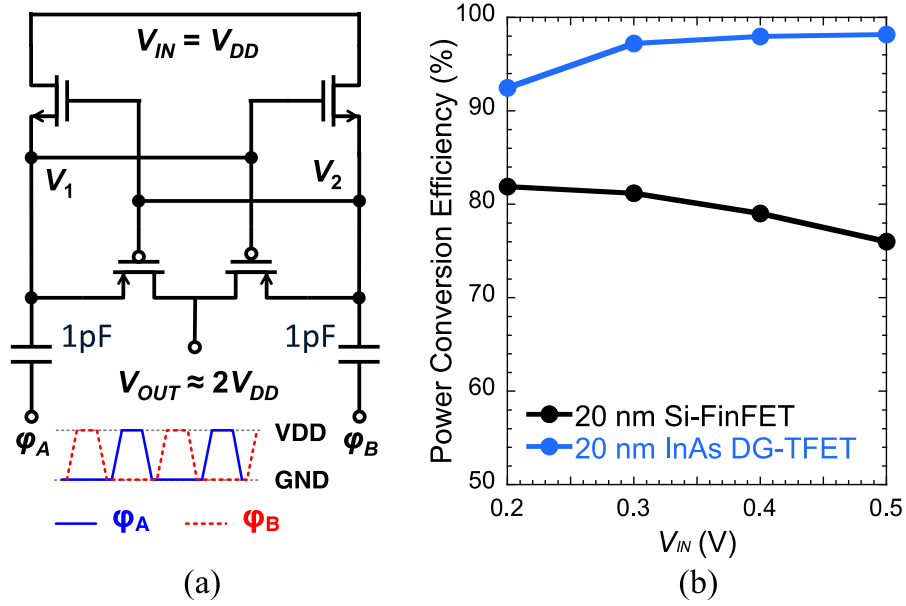 V_IN = V_DD
V_1
V_2
1pF
1pF
V_OUT ≈ 2V_DD
φ_A
φ_B
VDD
GND
φ_A
φ_B
(a)
Power Conversion Efficiency (%)
100
90
80
70
60
50
20 nm Si-FinFET
20 nm InAs DG-TFET
0.2
0.3
0.4
0.5
V_IN (V)
(b)